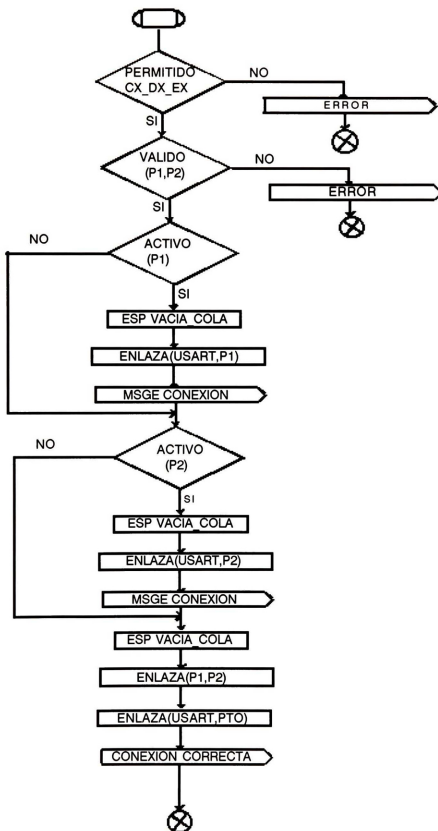 PERMITIDO
CX_DX_EX
NO
ERROR
SI
VALIDO
(P1,P2)
NO
ERROR
SI
NO
ACTIVO
(P1)
SI
ESP VACIA_COLA
ENLAZA(USART,P1)
MSGE CONEXION
NO
ACTIVO
(P2)
SI
ESP VACIA_COLA
ENLAZA(USART,P2)
MSGE CONEXION
ESP VACIA_COLA
ENLAZA(P1,P2)
ENLAZA(USART,PTO)
CONEXION CORRECTA